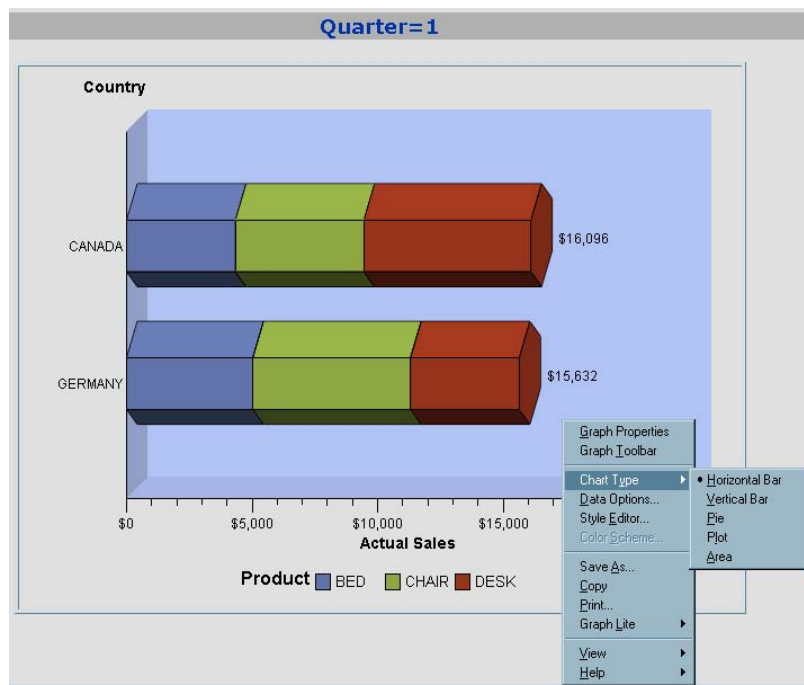 Quarter=1
Country
CANADA
$16,096
GERMANY
$15,632
$0 $5,000 $10,000 $15,000
Actual Sales
Product BED CHAIR DESK
Graph Properties
Graph Toolbar
Chart Type
Data Options...
Style Editor...
Color Scheme...
Save As...
Copy
Print...
Graph Lite
View
Help
Horizontal Bar
Vertical Bar
Pie
Plot
Area